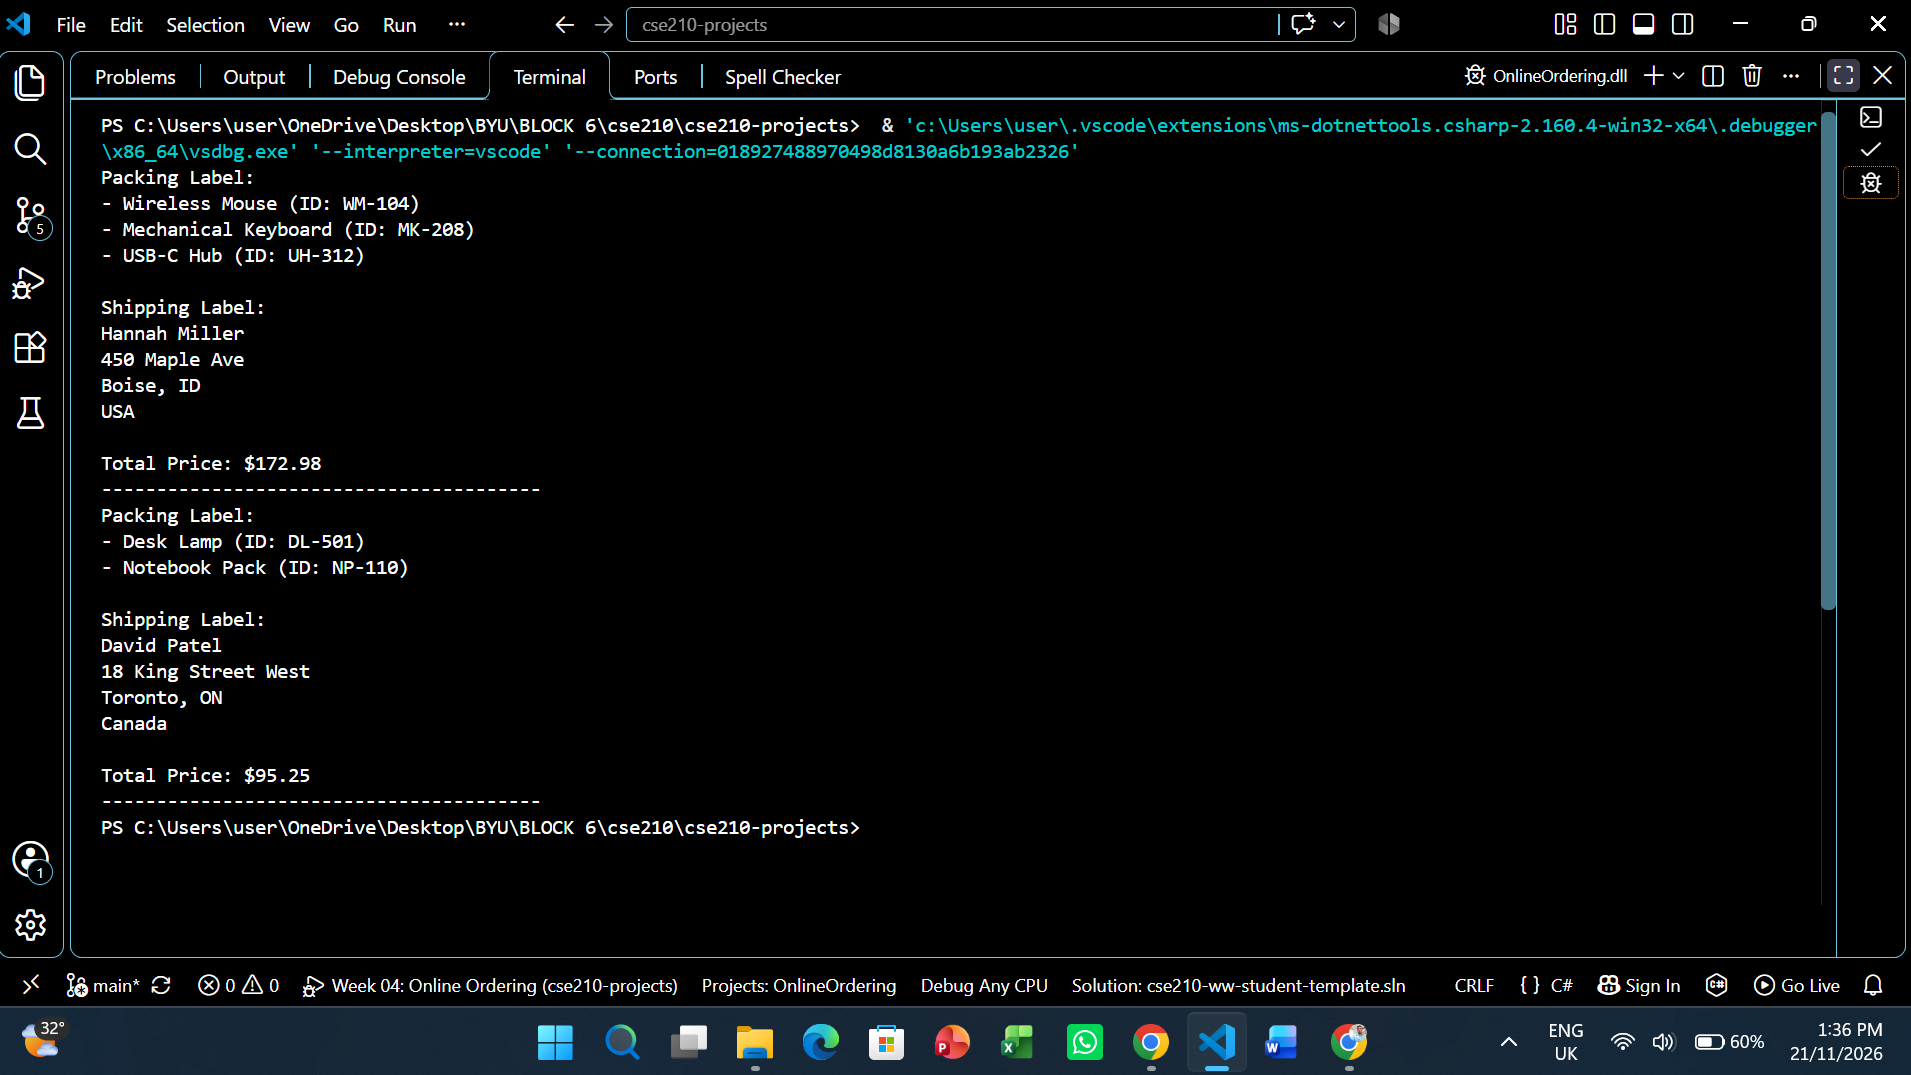 File Edit Selection View Go Run ···
cse210-projects
Problems Output Debug Console Terminal Ports Spell Checker
OnlineOrdering.dll
PS C:\Users\user\OneDrive\Desktop\BYU\BLOCK 6\cse210\cse210-projects>  & 'c:\Users\user\.vscode\extensions\ms-dotnettools.csharp-2.160.4-win32-x64\.debugger
\x86_64\vsdbg.exe' '--interpreter=vscode' '--connection=018927488970498d8130a6b193ab2326'
Packing Label:
- Wireless Mouse (ID: WM-104)
- Mechanical Keyboard (ID: MK-208)
- USB-C Hub (ID: UH-312)
Shipping Label:
Hannah Miller
450 Maple Ave
Boise, ID
USA
Total Price: $172.98
----------------------------------------
Packing Label:
- Desk Lamp (ID: DL-501)
- Notebook Pack (ID: NP-110)
Shipping Label:
David Patel
18 King Street West
Toronto, ON
Canada
Total Price: $95.25
----------------------------------------
PS C:\Users\user\OneDrive\Desktop\BYU\BLOCK 6\cse210\cse210-projects>
5
1
main* 0 0 Week 04: Online Ordering (cse210-projects) Projects: OnlineOrdering Debug Any CPU Solution: cse210-ww-student-template.sln CRLF { } C# Sign In Go Live
32°
ENG
UK
60%
1:36 PM
21/11/2026